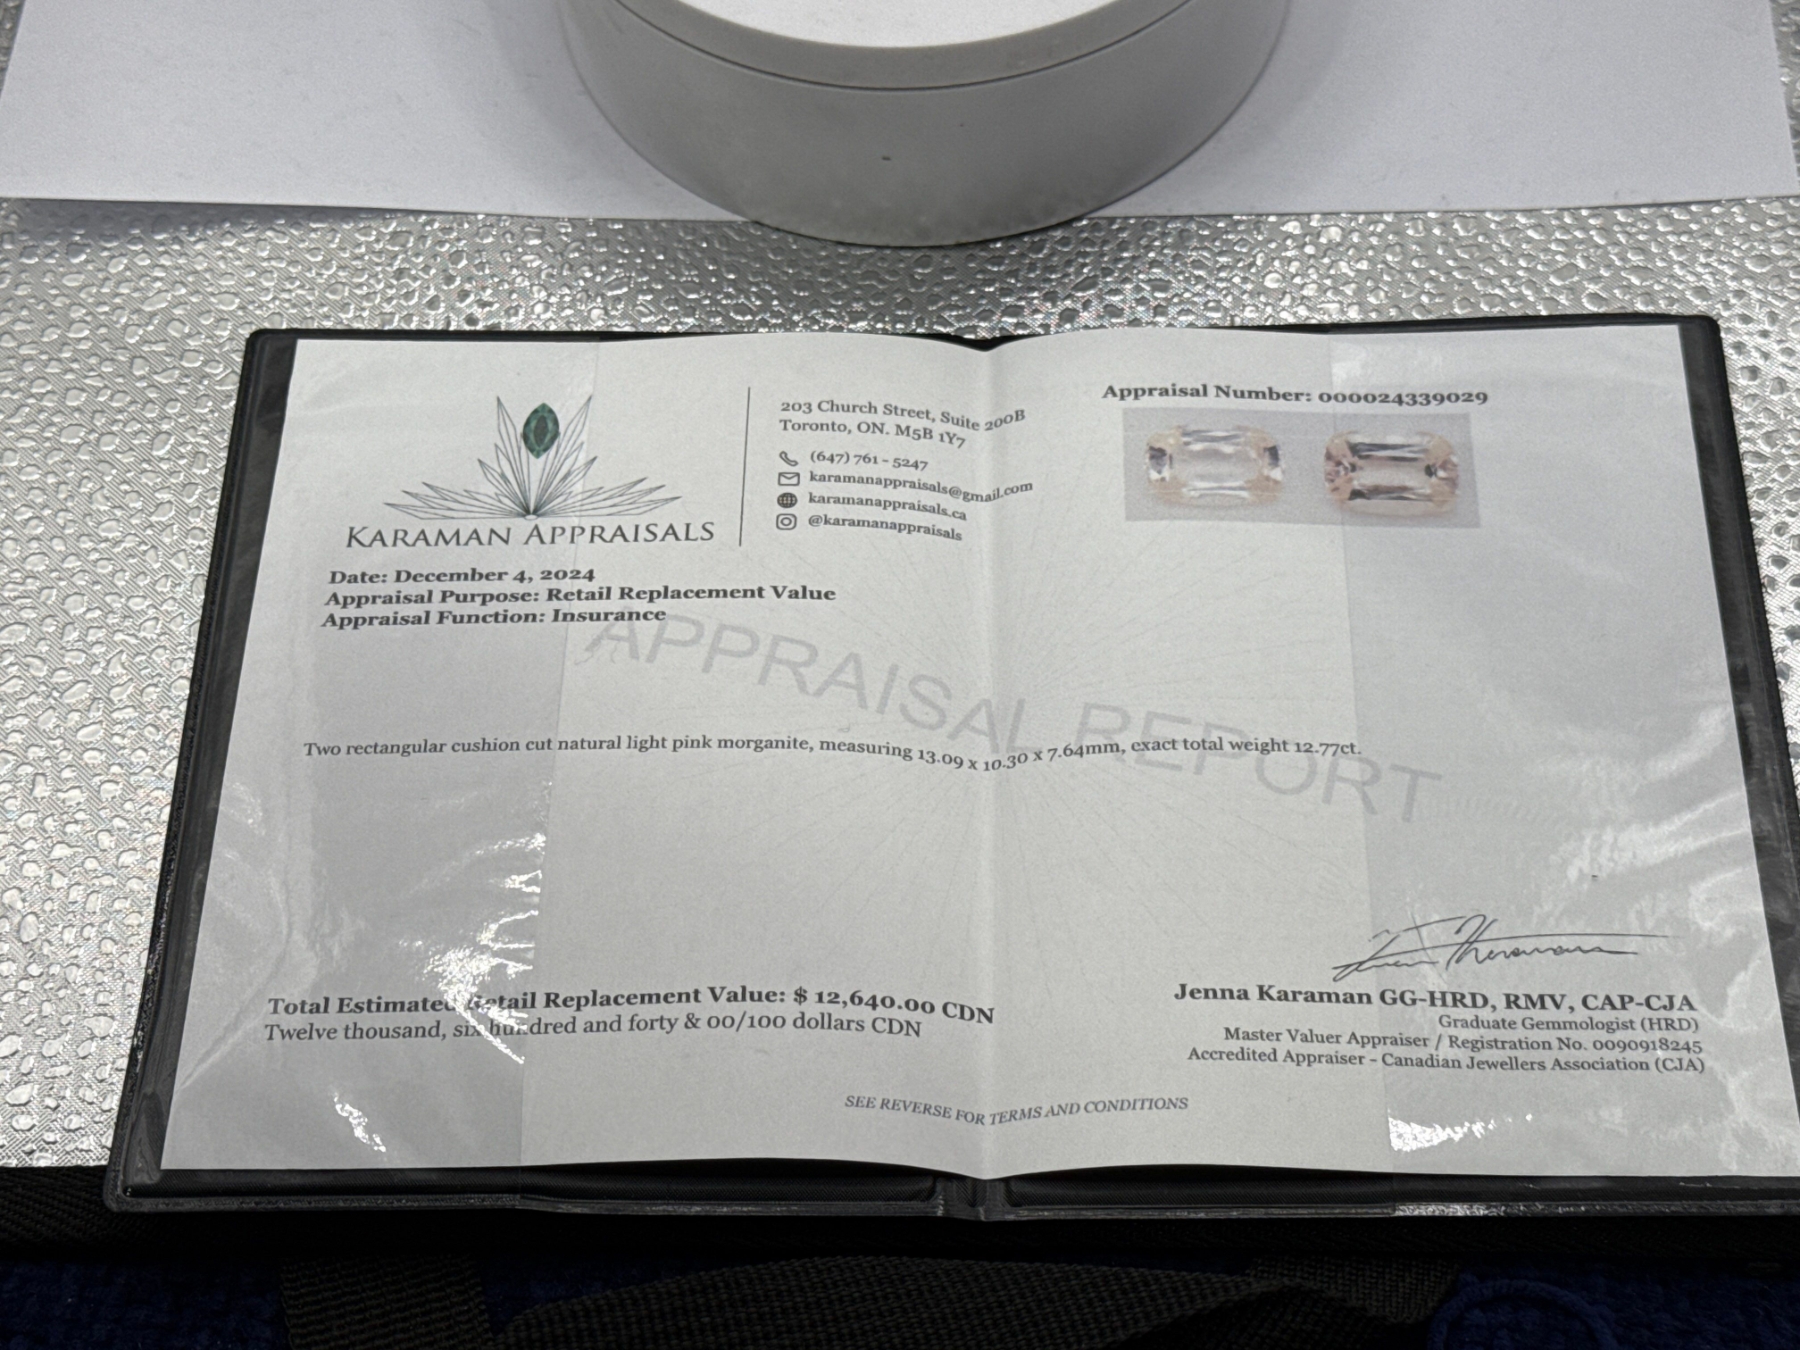 KARAMAN APPRAISALS
203 Church Street, Suite 200B
Toronto, ON. M5B 1Y7
(647) 761 - 5247
karamanappraisals@gmail.com
karamanappraisals.ca
@karamanappraisals
Appraisal Number: 000024339029
Date: December 4, 2024
Appraisal Purpose: Retail Replacement Value
Appraisal Function: Insurance
APPRAISAL REPORT
Two rectangular cushion cut natural light pink morganite, measuring 13.09 x 10.30 x 7.64mm, exact total weight 12.77ct.
Total Estimated Retail Replacement Value: $ 12,640.00 CDN
Twelve thousand, six hundred and forty & 00/100 dollars CDN
Jenna Karaman GG-HRD, RMV, CAP-CJA
Graduate Gemmologist (HRD)
Master Valuer Appraiser / Registration No. 0090918245
Accredited Appraiser - Canadian Jewellers Association (CJA)
SEE REVERSE FOR TERMS AND CONDITIONS